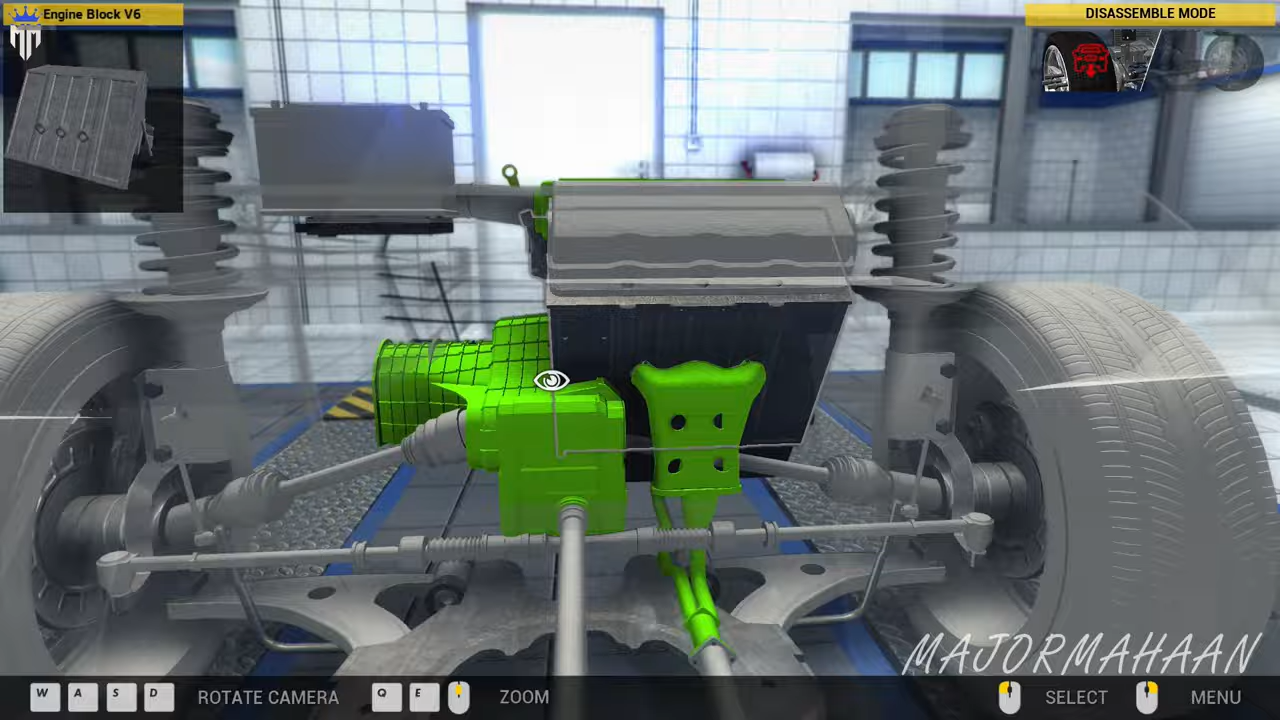 Engine Block V6
DISASSEMBLE MODE
MAJORMAHAAN
W A S D ROTATE CAMERA Q E ZOOM SELECT MENU